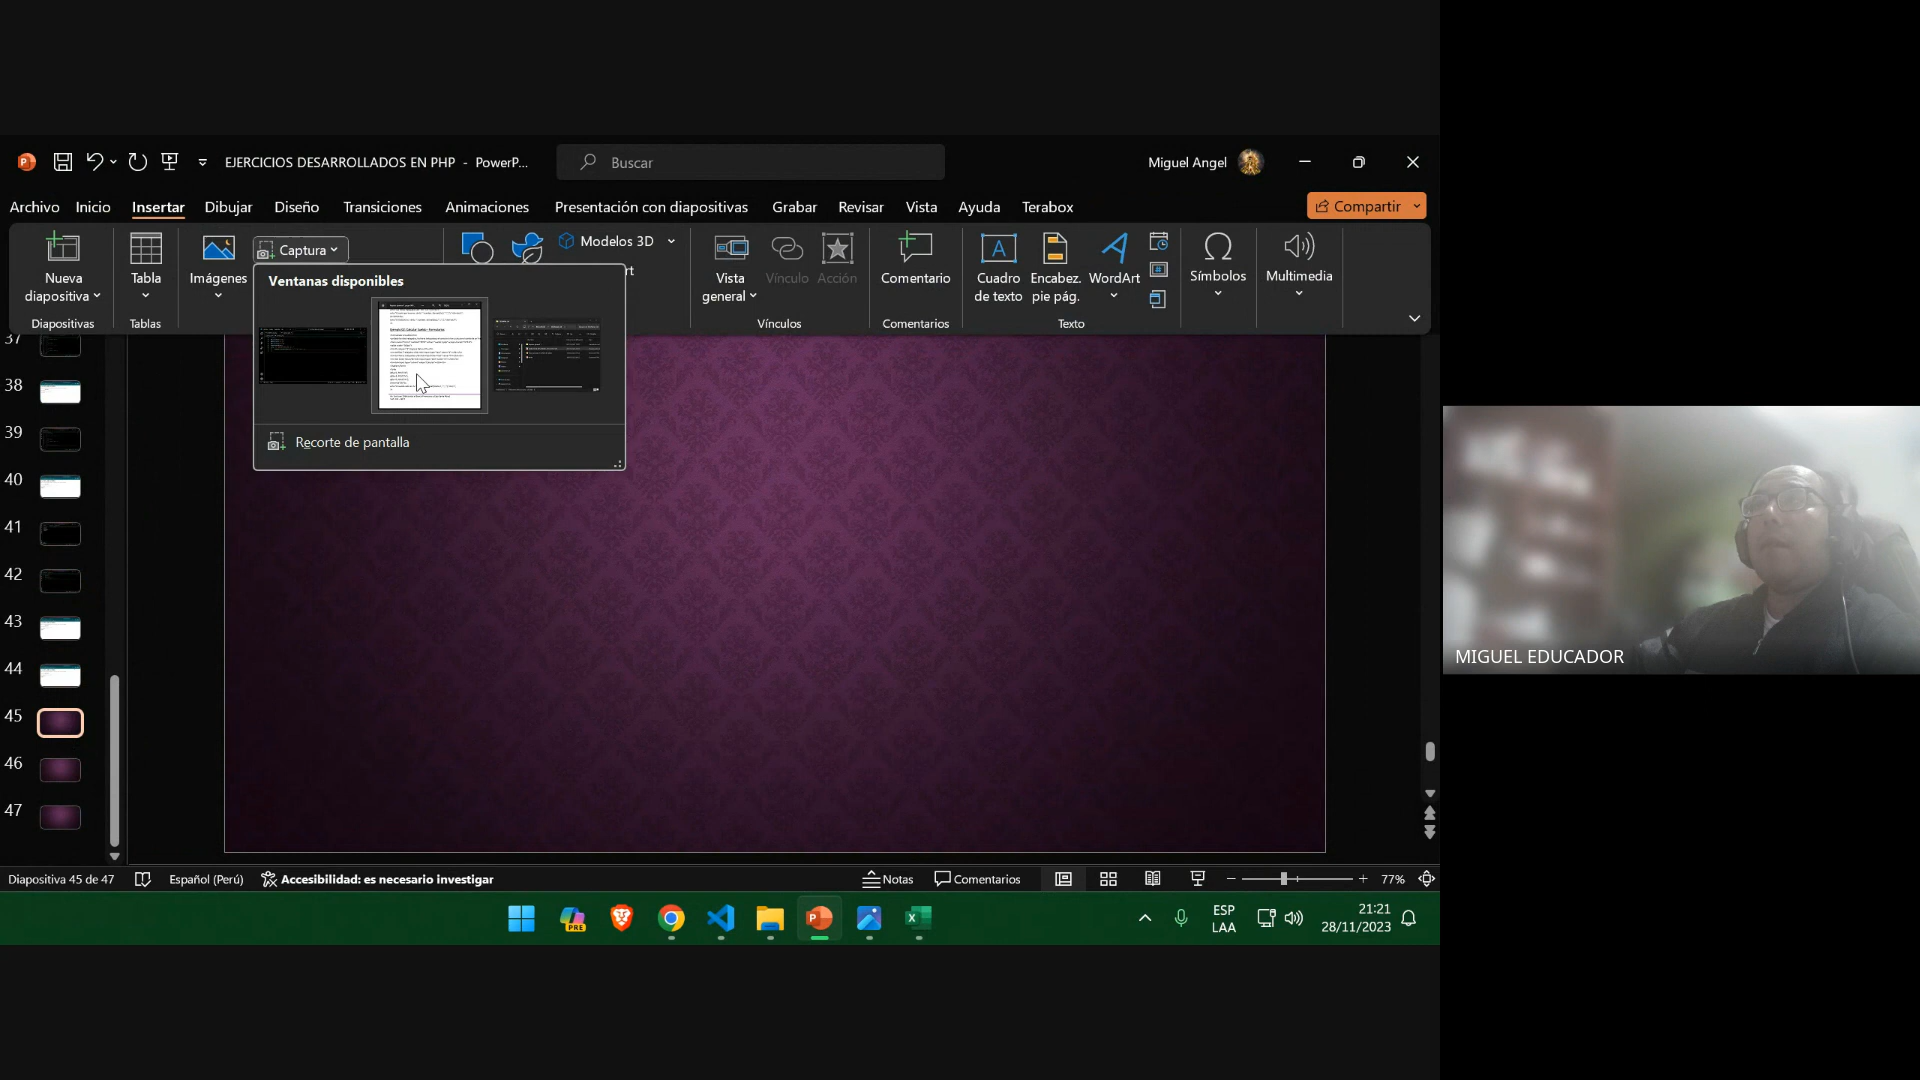 EJERCICIOS DESARROLLADOS EN PHP - PowerP...
Buscar
Miguel Angel
Archivo Inicio Insertar Dibujar Diseño Transiciones Animaciones Presentación con diapositivas Grabar Revisar Vista Ayuda Terabox
Compartir
Nueva diapositiva
Diapositivas
Tabla
Tablas
Imágenes
Captura
Modelos 3D
rt
Vista general
Vínculo
Acción
Vínculos
Comentario
Comentarios
Cuadro de texto
Encabez. pie pág.
WordArt
Texto
Símbolos
Multimedia
Ventanas disponibles
Recorte de pantalla
37
38
39
40
41
42
43
44
45
46
47
MIGUEL EDUCADOR
Diapositiva 45 de 47
Español (Perú)
Accesibilidad: es necesario investigar
Notas
Comentarios
77%
PRE
ESP
LAA
21:21
28/11/2023